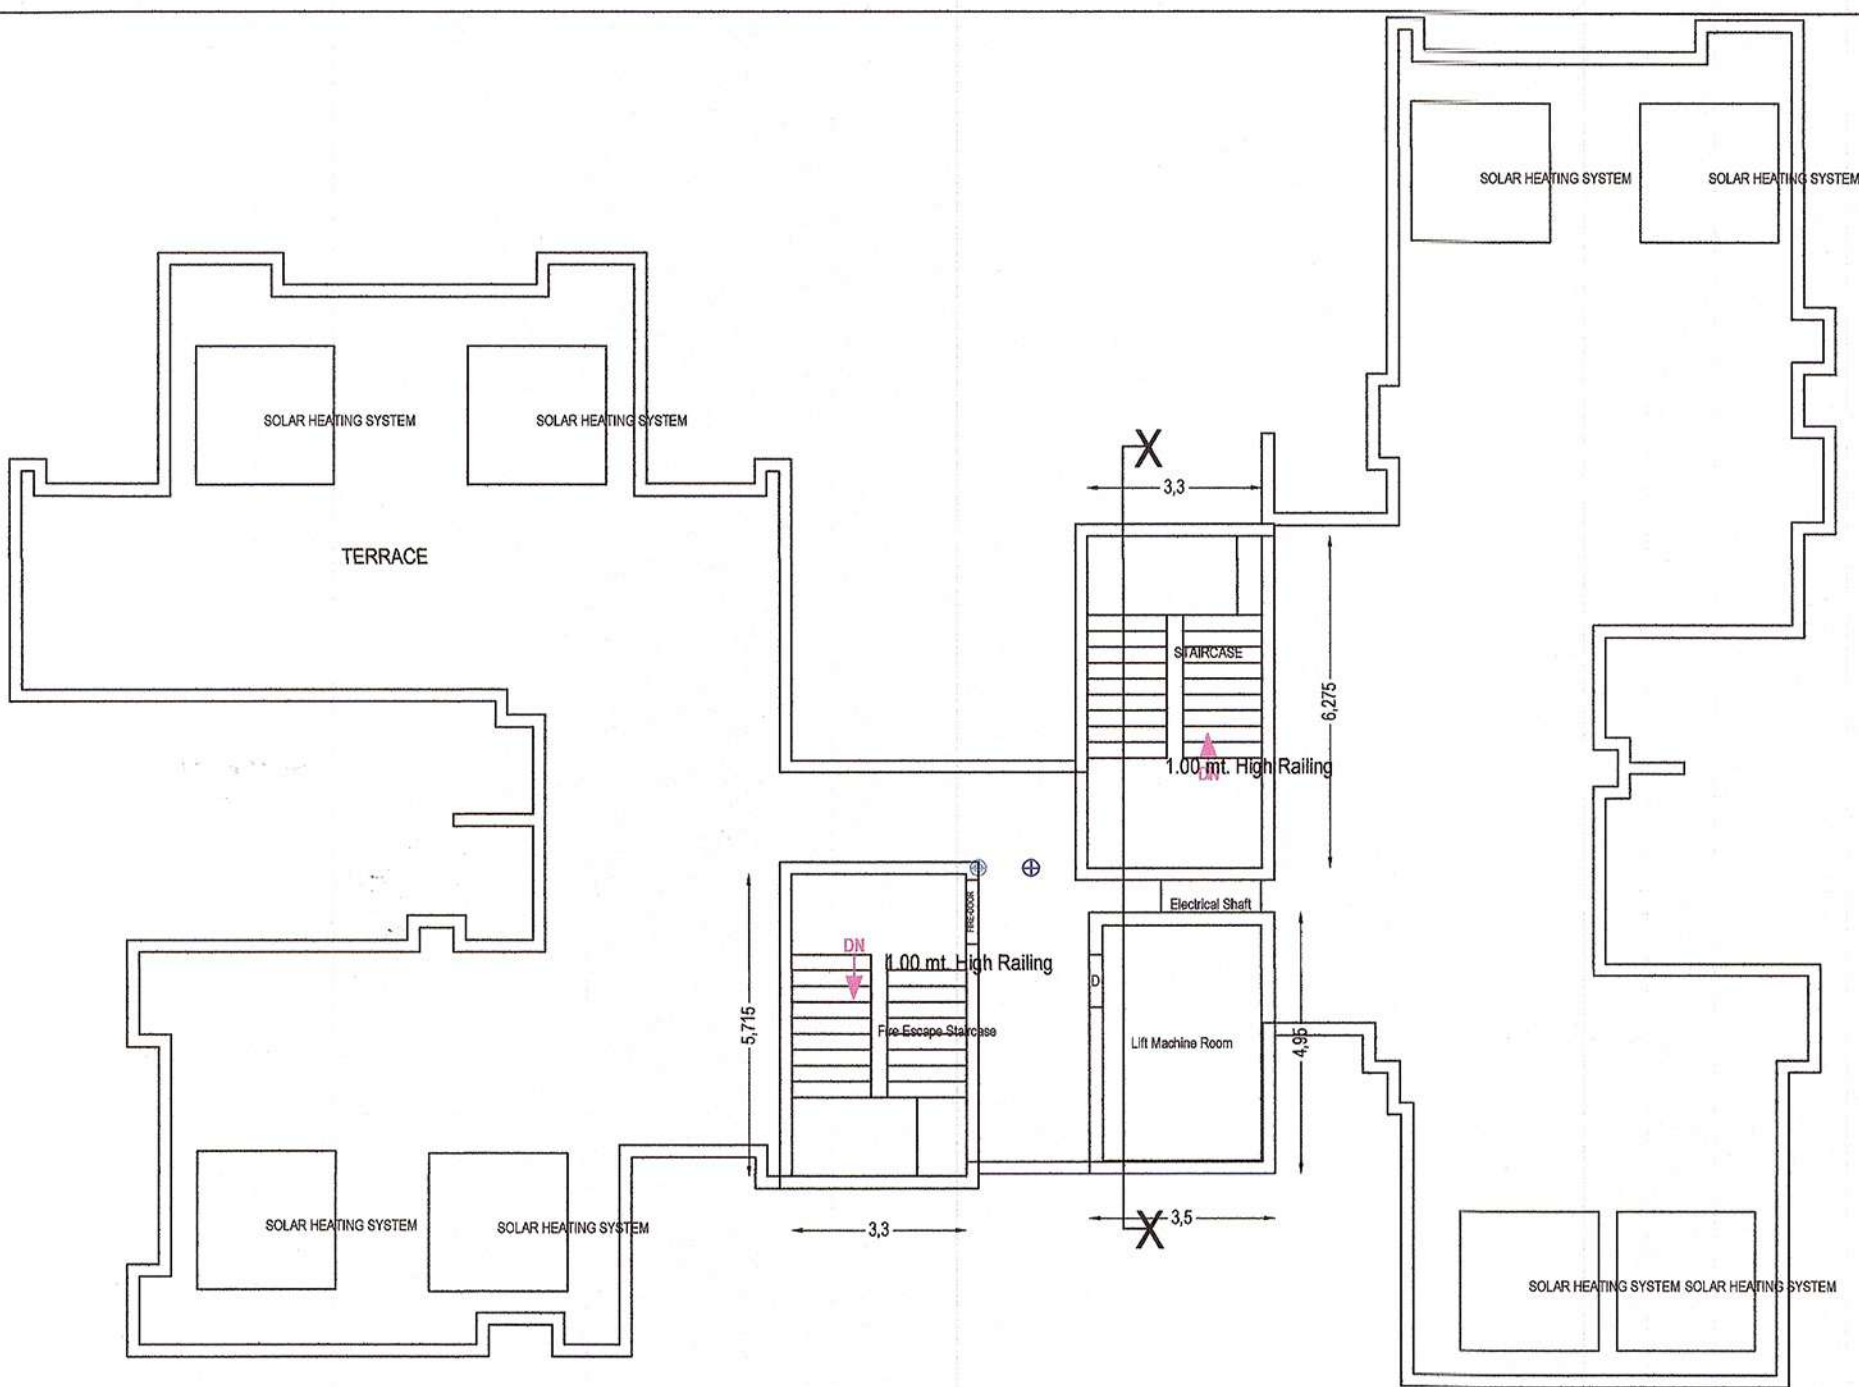 SOLAR HEATING SYSTEM
SOLAR HEATING SYSTEM
SOLAR HEATING SYSTEM
SOLAR HEATING SYSTEM
X
3,3
TERRACE
STAIRCASE
6,275
1.00 mt. High Railing
DN
Electrical Shaft
FIRE-DOOR
DN
1.00 mt. High Railing
D
5,715
Fire Escape Staircase
Lift Machine Room
4,95
3,3
3,5
X
SOLAR HEATING SYSTEM
SOLAR HEATING SYSTEM
SOLAR HEATING SYSTEM
SOLAR HEATING SYSTEM